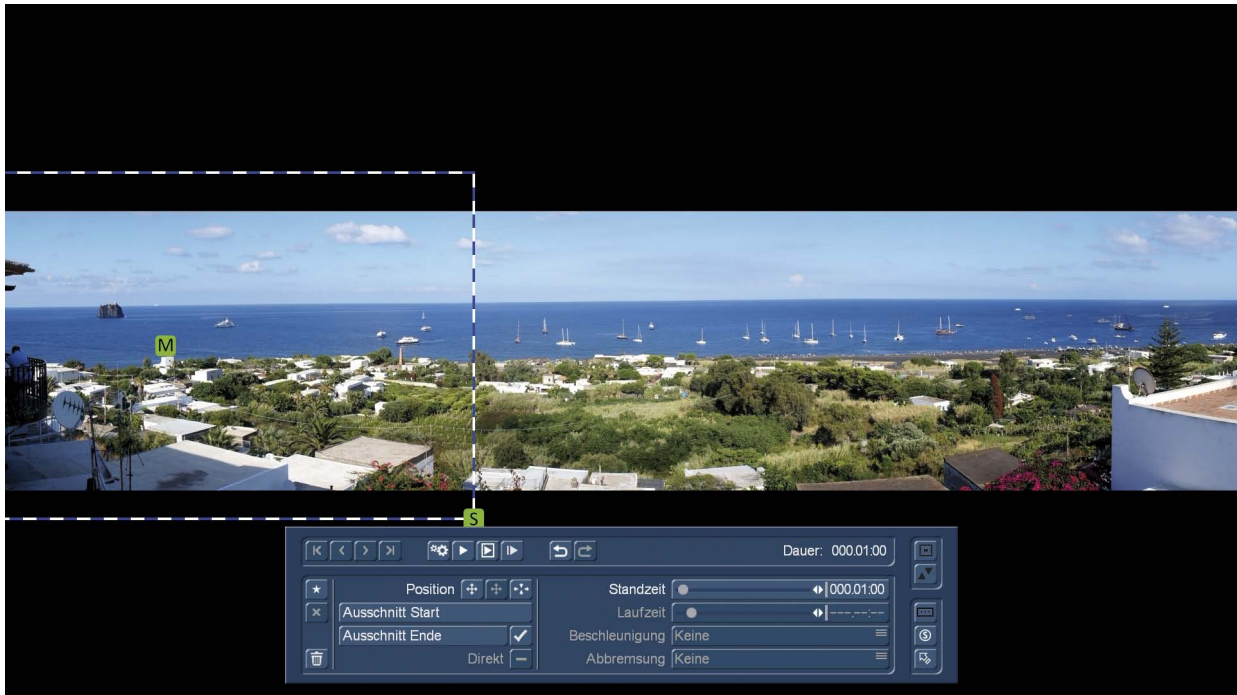 M
S
Dauer: 000.01:00
Position
Standzeit 000.01:00
Ausschnitt Start
Laufzeit ---.--:--
Ausschnitt Ende
Beschleunigung Keine
Direkt
Abbremsung Keine
S